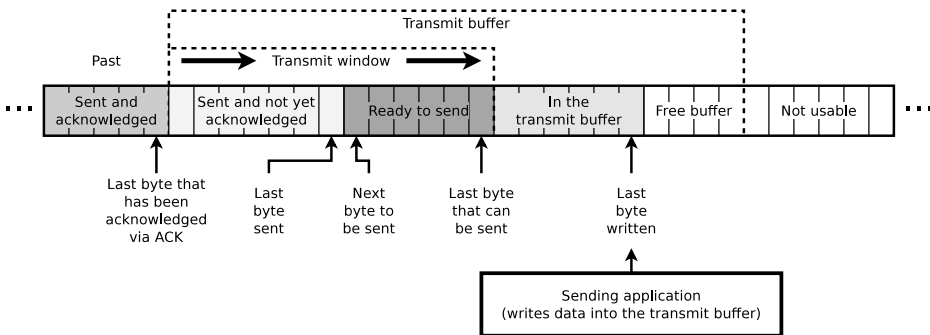 Transmit buffer
Past
Transmit window
Sent and
acknowledged
Sent and not yet
acknowledged
Ready to send
In the
transmit buffer
Free buffer
Not usable
Last byte that
has been
acknowledged
via ACK
Last
byte
sent
Next
byte to
be sent
Last byte
that can
be sent
Last
byte
written
Sending application
(writes data into the transmit buffer)